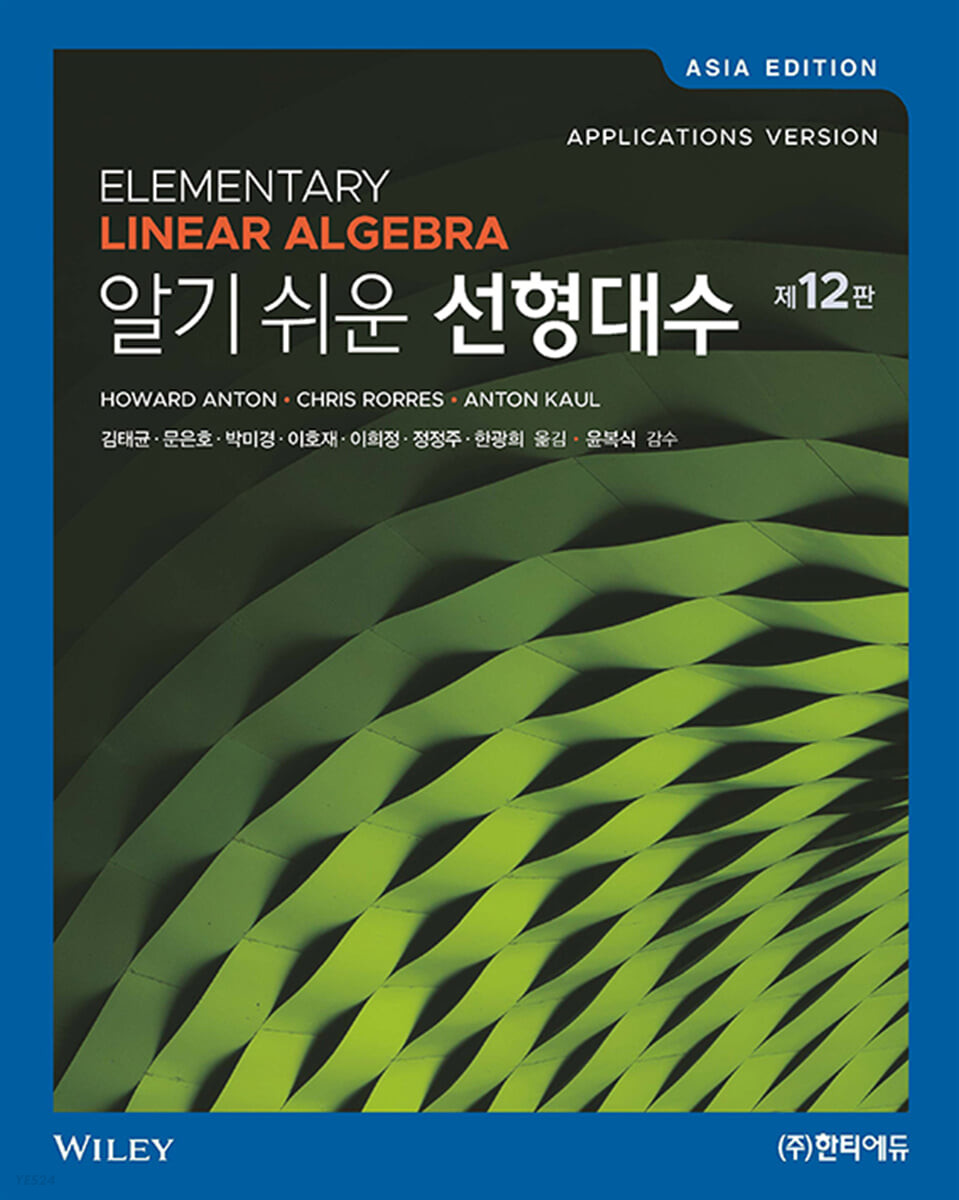 ASIA EDITION
APPLICATIONS VERSION
ELEMENTARY
LINEAR ALGEBRA
알기 쉬운 선형대수 제12판
HOWARD ANTON • CHRIS RORRES • ANTON KAUL
김태균 · 문은호 · 박미경 · 이호재 · 이희정 · 정정주 · 한광희 옮김 • 윤복식 감수
WILEY (주)한티에듀
YES24